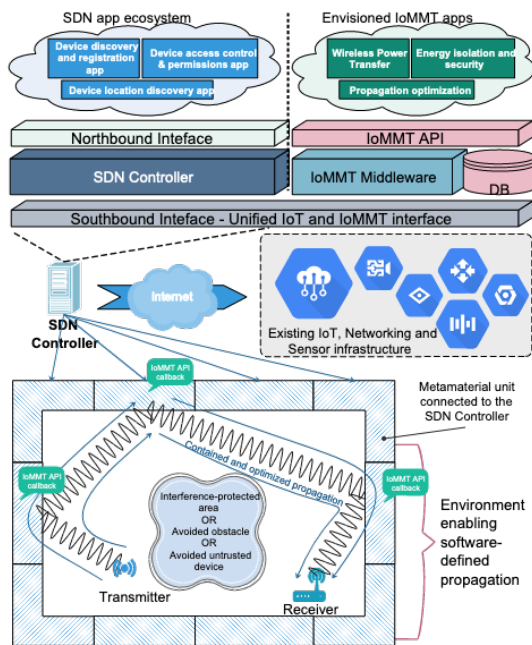 SDN app ecosystem
Envisioned IoMMT apps
Device discovery
and registration
app
Device access control
& permissions app
Device location discovery app
Wireless Power
Transfer
Energy isolation and
security
Propagation optimization
Northbound Inteface
IoMMT API
SDN Controller
IoMMT Middleware
DB
Southbound Inteface - Unified IoT and IoMMT interface
Internet
SDN
Controller
Existing IoT, Networking and
Sensor infrastructure
IoMMT API
callback
Metamaterial unit
connected to the
SDN Controller
Contained and optimized propagation
IoMMT API
callback
IoMMT API
callback
Interference-protected
area
OR
Avoided obstacle
OR
Avoided untrusted
device
Environment
enabling
software-
defined
propagation
Transmitter
Receiver